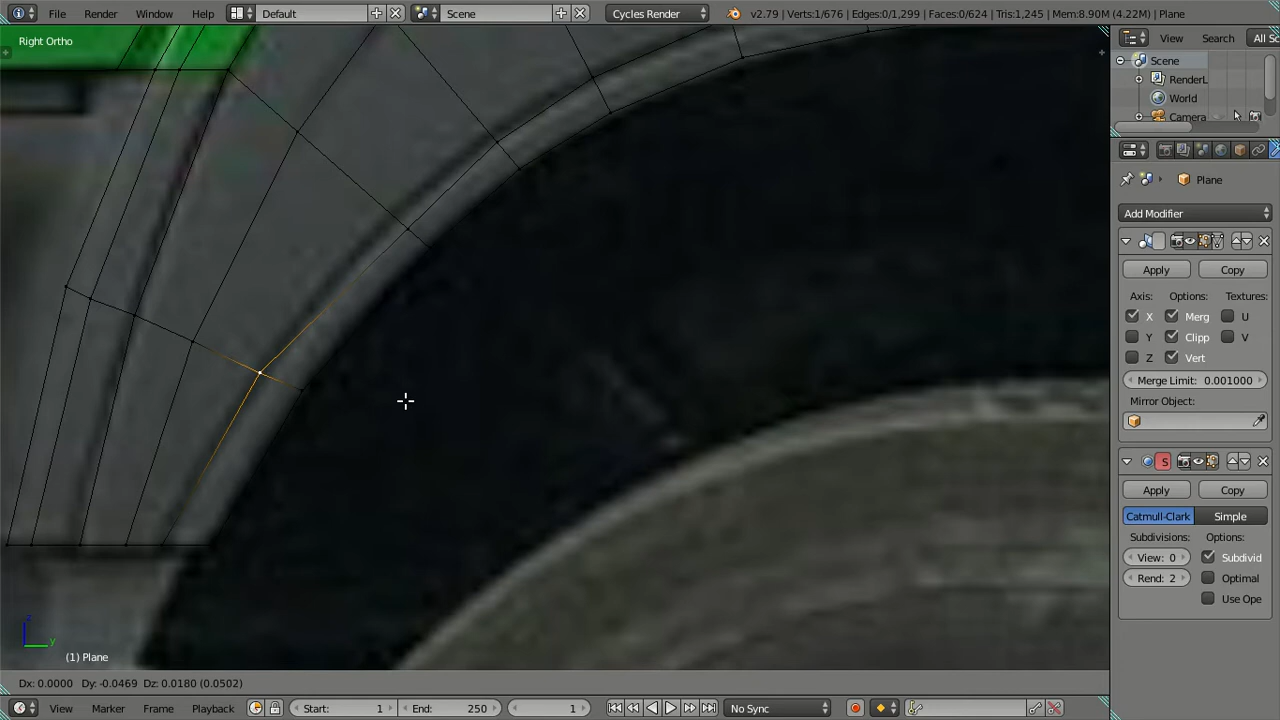 File Render Window Help Default Scene Cycles Render v2.79 | Verts:1/676 | Edges:0/1,299 | Faces:0/624 | Tris:1,245 | Mem:8.90M (4.22M) | Plane
Right Ortho
View Search All Sc
Scene
RenderL
World
Camera
Plane
Add Modifier
Apply Copy
Axis: Options: Textures:
X Merg U
Y Clipp V
Z Vert
Merge Limit: 0.001000
Mirror Object:
S
Apply Copy
Catmull-Clark Simple
Subdivisions: Options:
View: 0 Subdivid
Rend: 2 Optimal
Use Ope
z
y
(1) Plane
Dx: 0.0000 Dy: -0.0469 Dz: 0.0180 (0.0502)
View Marker Frame Playback Start: 1 End: 250 1 No Sync